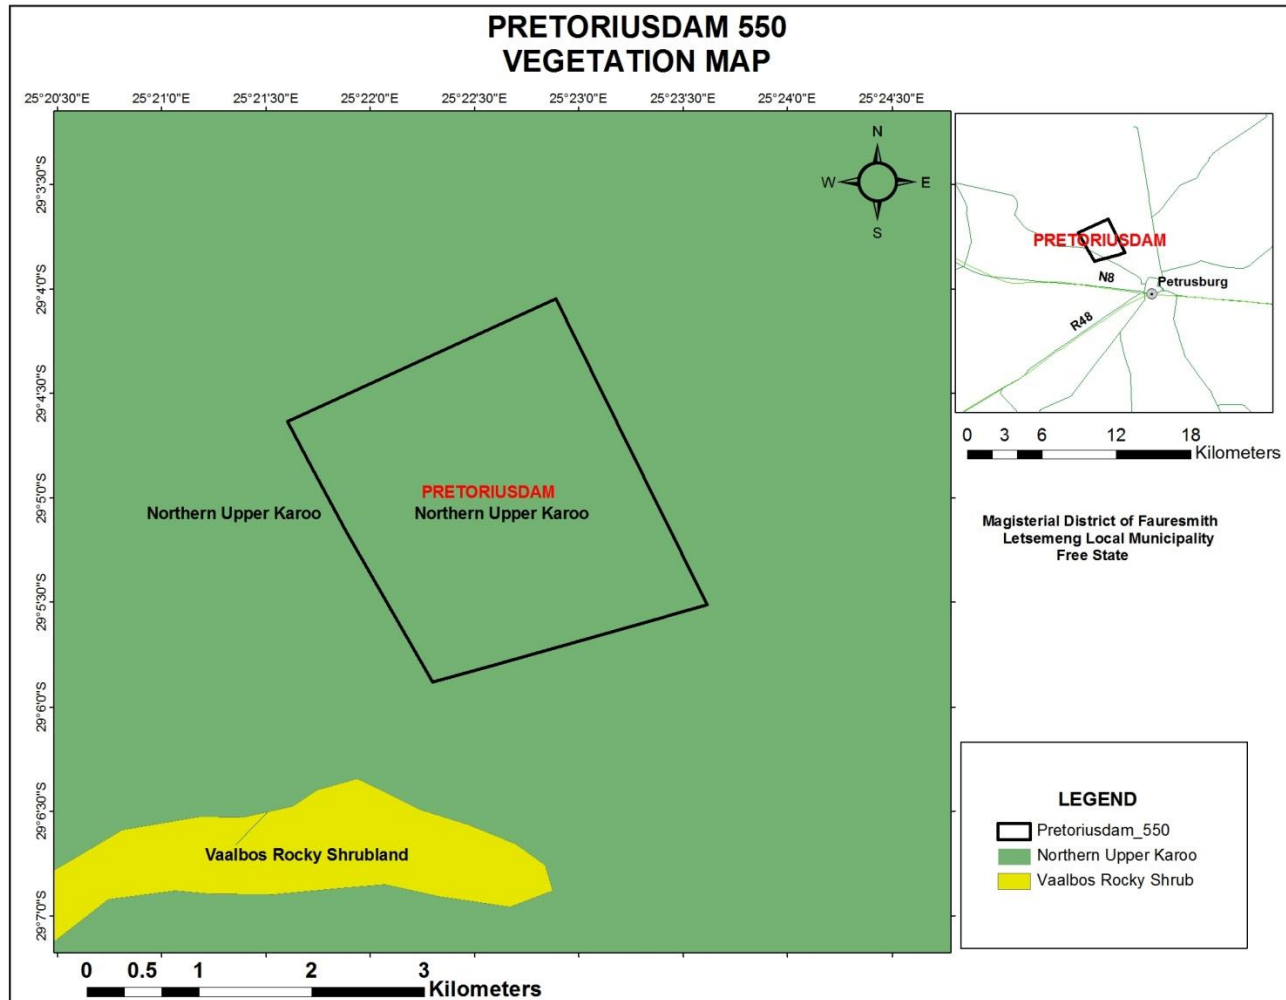 PRETORIUSDAM 550
VEGETATION MAP
25°20'30"E 25°21'0"E 25°21'30"E 25°22'0"E 25°22'30"E 25°23'0"E 25°23'30"E 25°24'0"E 25°24'30"E
29°3'30"S
29°4'0"S
29°4'30"S
29°5'0"S
29°5'30"S
29°6'0"S
29°6'30"S
29°7'0"S
N
W E
S
PRETORIUSDAM
Northern Upper Karoo
Northern Upper Karoo
Vaalbos Rocky Shrubland
0 0.5 1 2 3
Kilometers
PRETORIUSDAM
N8
Petrusburg
R48
0 3 6 12 18
Kilometers
Magisterial District of Fauresmith
Letsemeng Local Municipality
Free State
LEGEND
Pretoriusdam_550
Northern Upper Karoo
Vaalbos Rocky Shrub